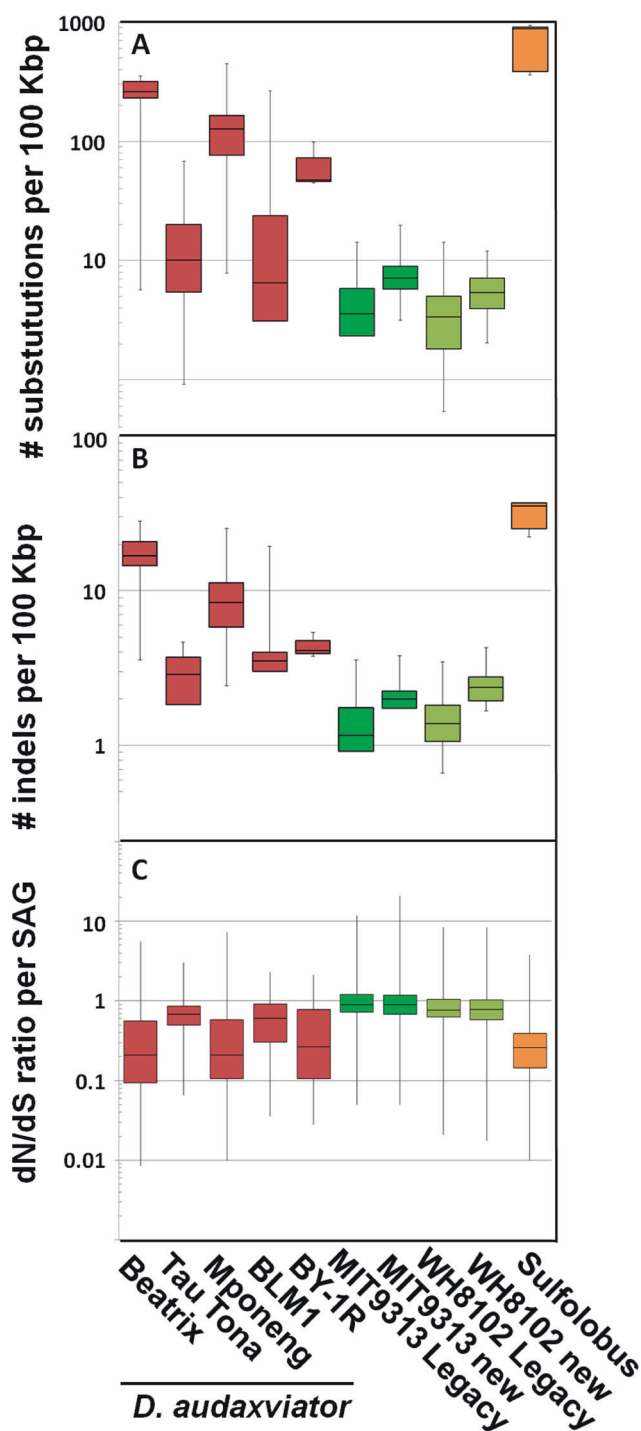 A
# substututions per 100 Kbp
1000
100
10
B
# indels per 100 Kbp
100
10
1
C
dN/dS ratio per SAG
10
1
0.1
0.01
Beatrix
Tau Tona
Mponeng
BLM1
BY-1R
MIT9313 Legacy
MIT9313 new
WH8102 Legacy
WH8102 new
Sulfolobus
D. audaxviator